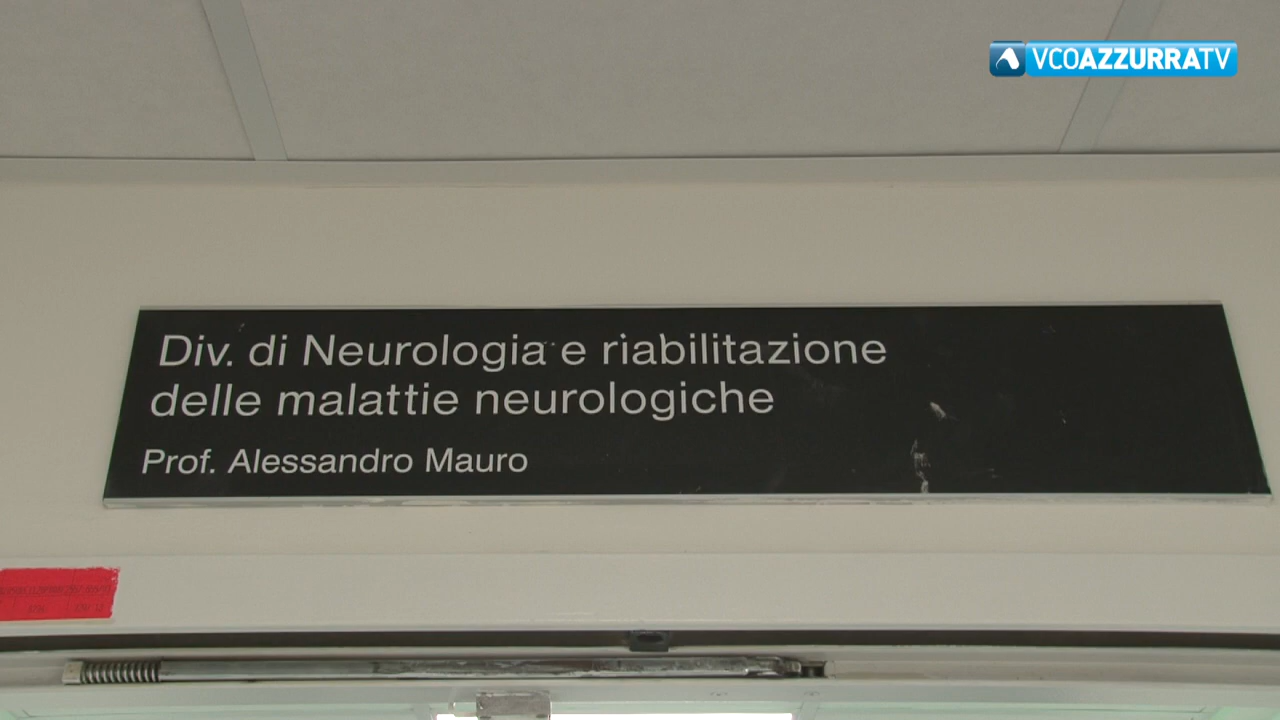 VCOAZZURRATV
Div. di Neurologia e riabilitazione
delle malattie neurologiche
Prof. Alessandro Mauro